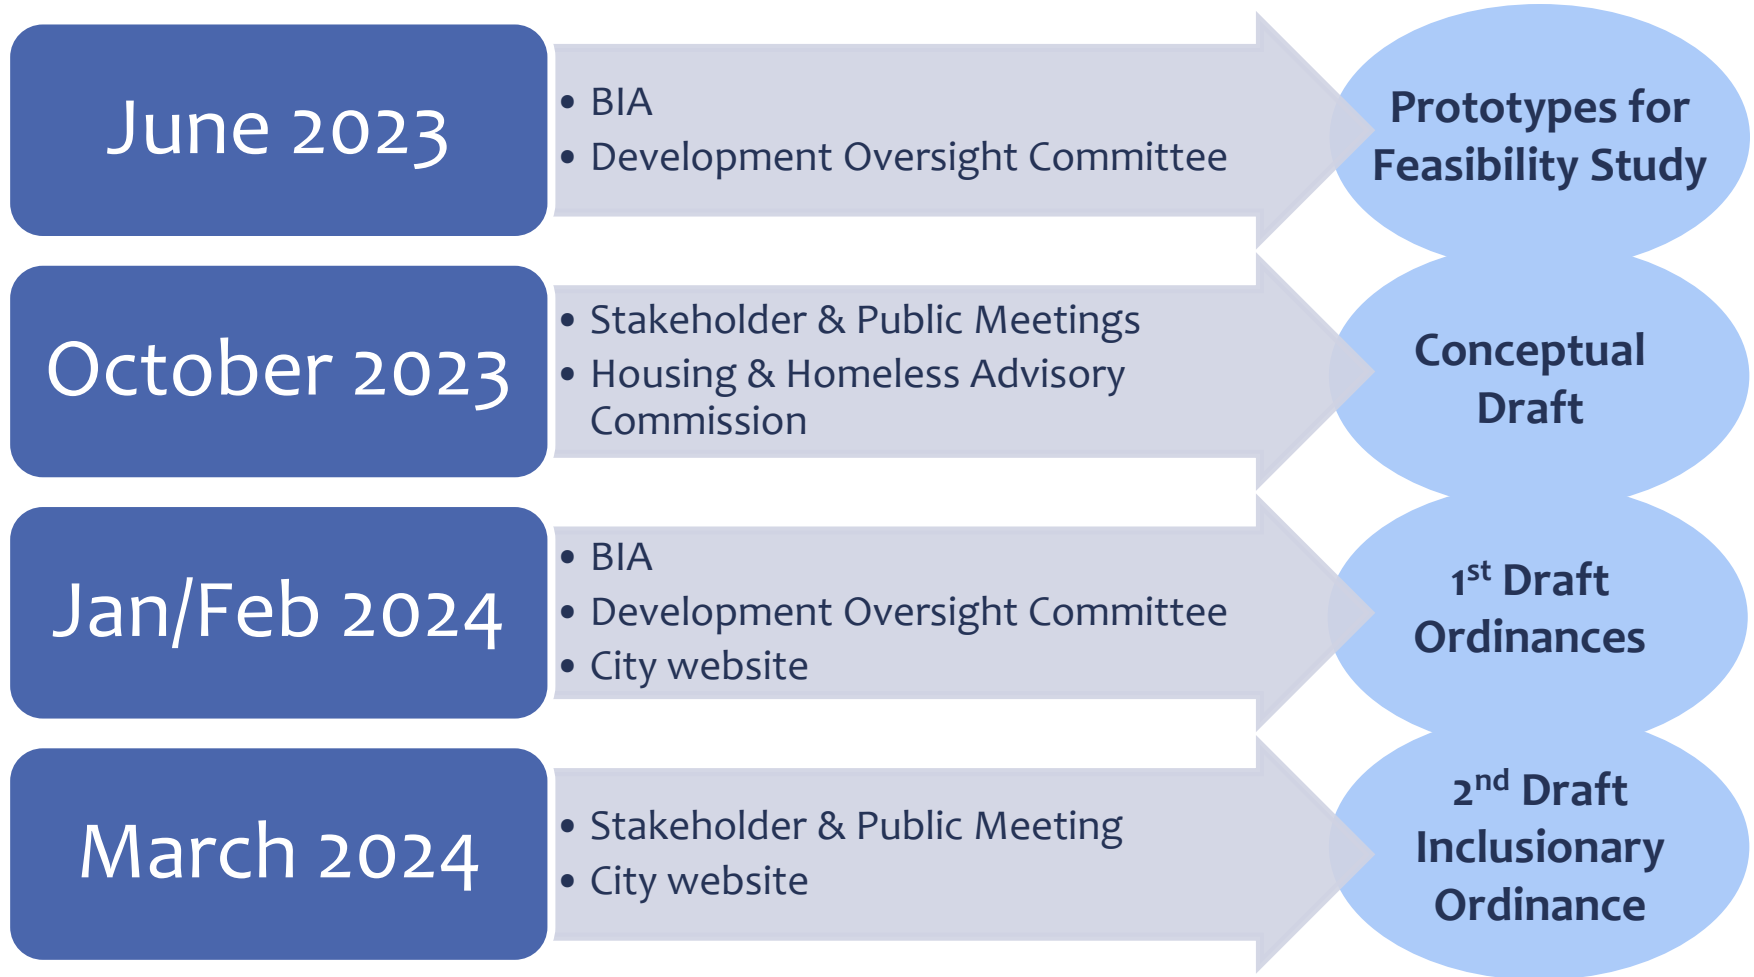 June 2023
• BIA
• Development Oversight Committee
Prototypes for
Feasibility Study
October 2023
• Stakeholder & Public Meetings
• Housing & Homeless Advisory
Commission
Conceptual
Draft
Jan/Feb 2024
• BIA
• Development Oversight Committee
• City website
1st Draft
Ordinances
March 2024
• Stakeholder & Public Meeting
• City website
2nd Draft
Inclusionary
Ordinance